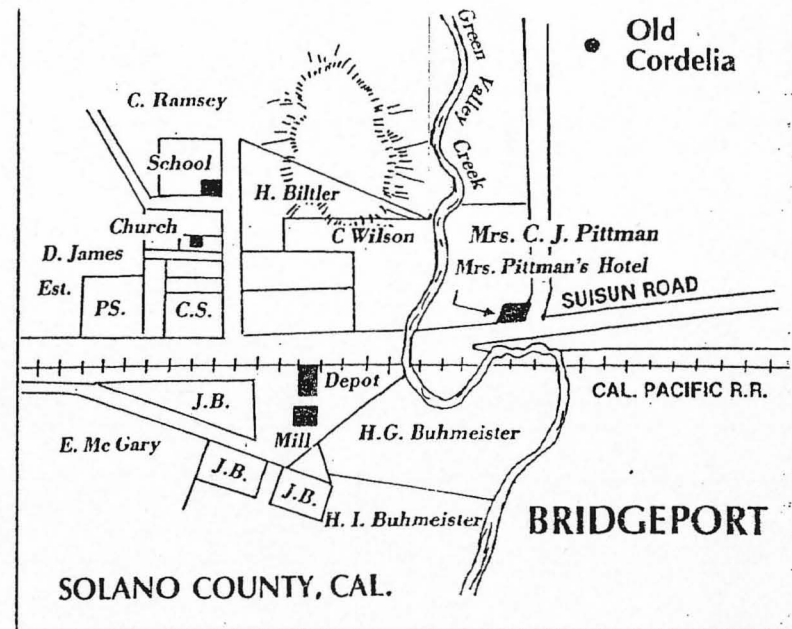 Old
Cordelia
Green
Valley
Creek
C. Ramsey
School
H. Biltler
Church
C Wilson
Mrs. C. J. Pittman
D. James
Mrs. Pittman's Hotel
Est.
PS.
C.S.
SUISUN ROAD
Depot
CAL. PACIFIC R.R.
J.B.
Mill
H.G. Buhmeister
E. Mc Gary
J.B.
J.B.
H. I. Buhmeister
BRIDGEPORT
SOLANO COUNTY, CAL.